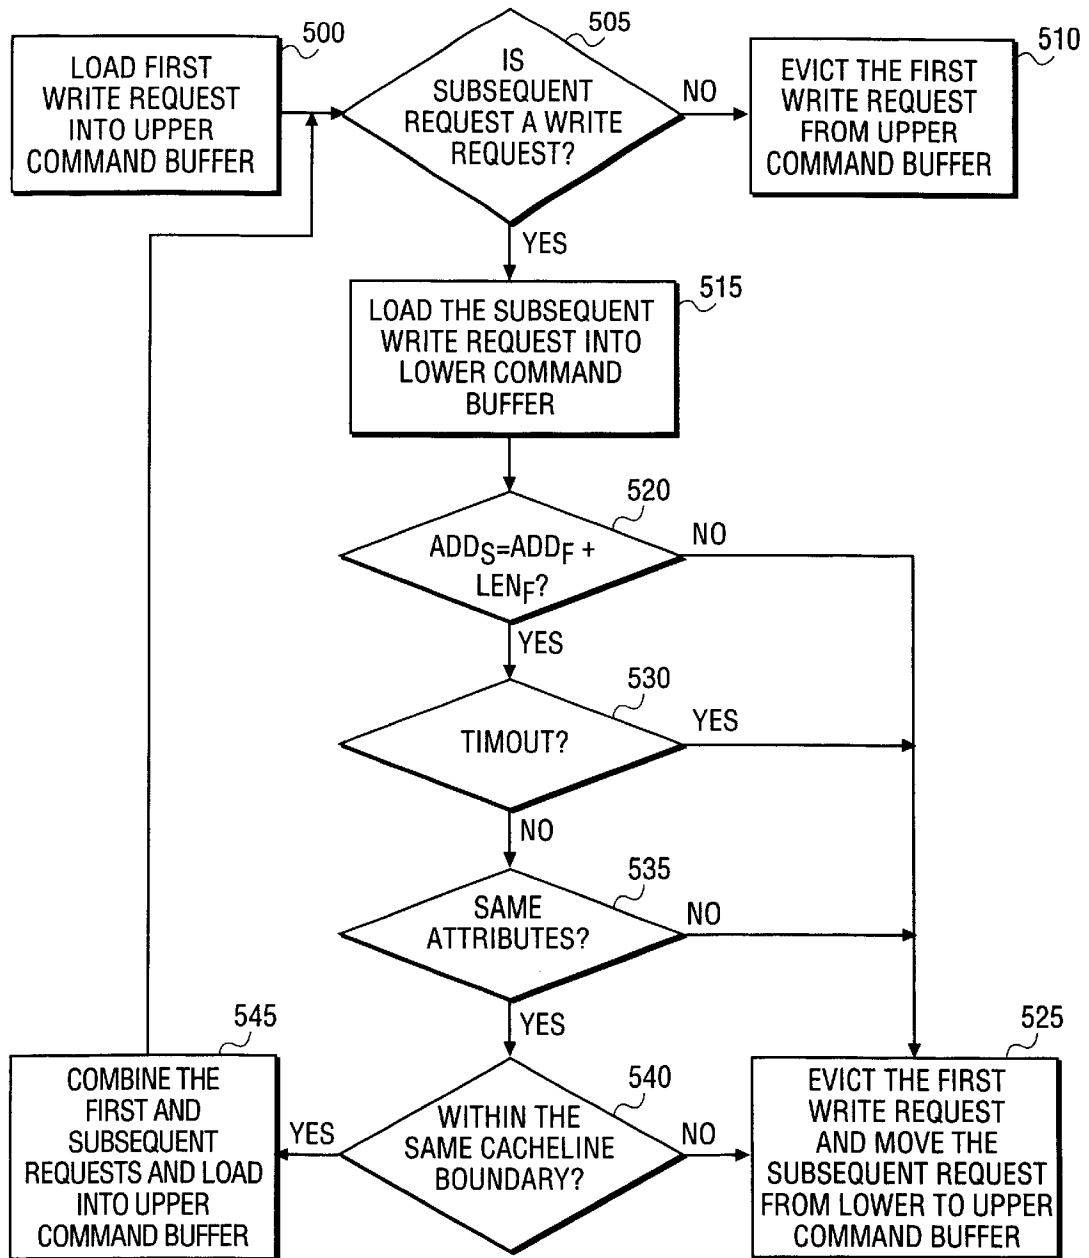 500
LOAD FIRST
WRITE REQUEST
INTO UPPER
COMMAND BUFFER
505
IS
SUBSEQUENT
REQUEST A WRITE
REQUEST?
NO
510
EVICT THE FIRST
WRITE REQUEST
FROM UPPER
COMMAND BUFFER
YES
515
LOAD THE SUBSEQUENT
WRITE REQUEST INTO
LOWER COMMAND
BUFFER
520
ADDS=ADDF +
LENF?
NO
YES
530
TIMOUT?
YES
NO
535
SAME
ATTRIBUTES?
NO
YES
540
WITHIN THE
SAME CACHELINE
BOUNDARY?
YES
NO
545
COMBINE THE
FIRST AND
SUBSEQUENT
REQUESTS AND LOAD
INTO UPPER
COMMAND BUFFER
525
EVICT THE FIRST
WRITE REQUEST
AND MOVE THE
SUBSEQUENT REQUEST
FROM LOWER TO UPPER
COMMAND BUFFER